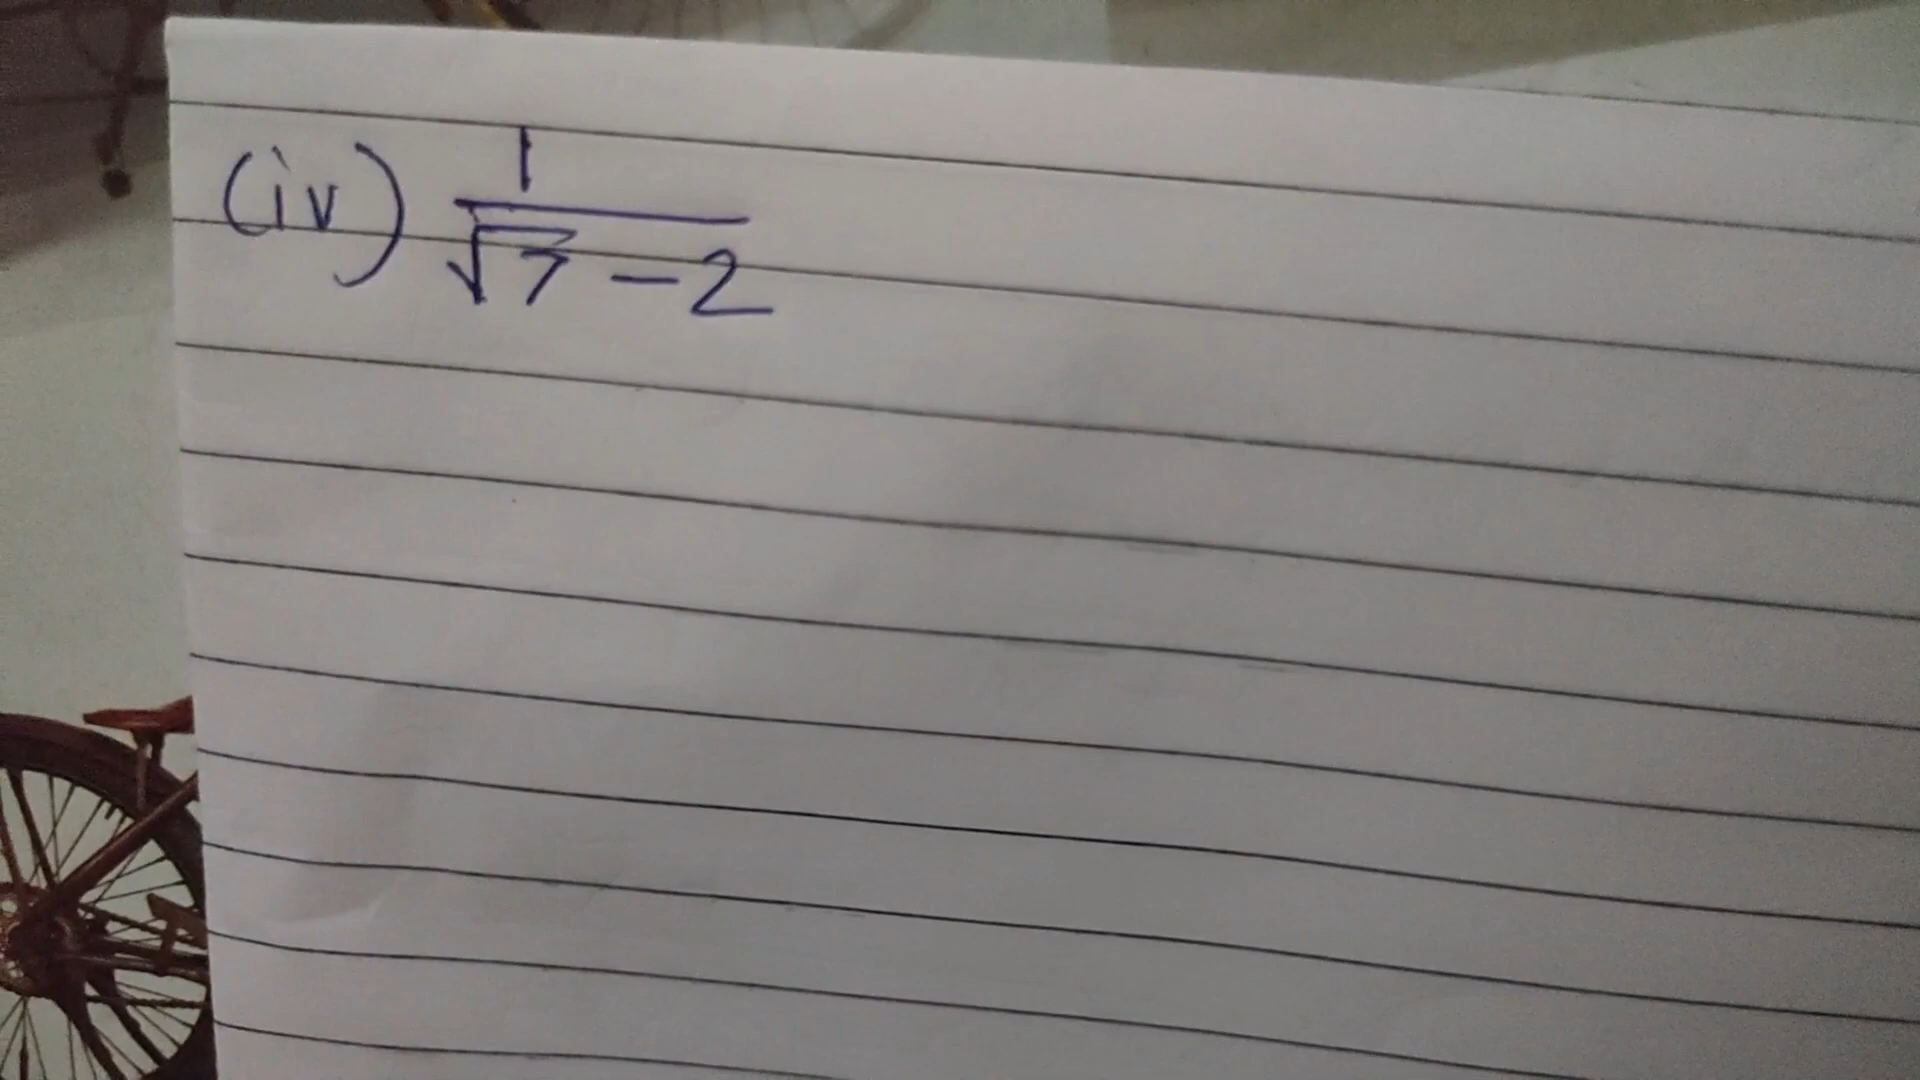 (iv) 1/(√7 - 2)